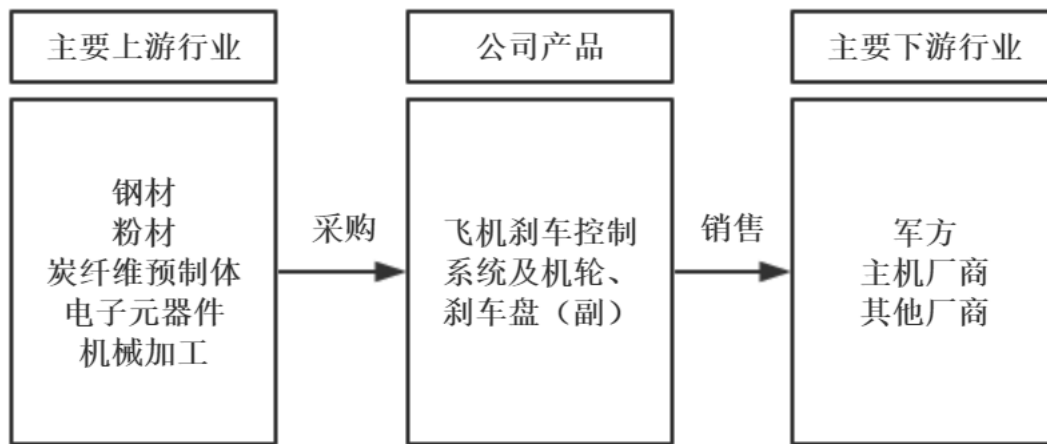 主要上游行业
公司产品
主要下游行业
钢材
粉材
炭纤维预制体
电子元器件
机械加工
采购
飞机刹车控制
系统及机轮、
刹车盘（副）
销售
军方
主机厂商
其他厂商